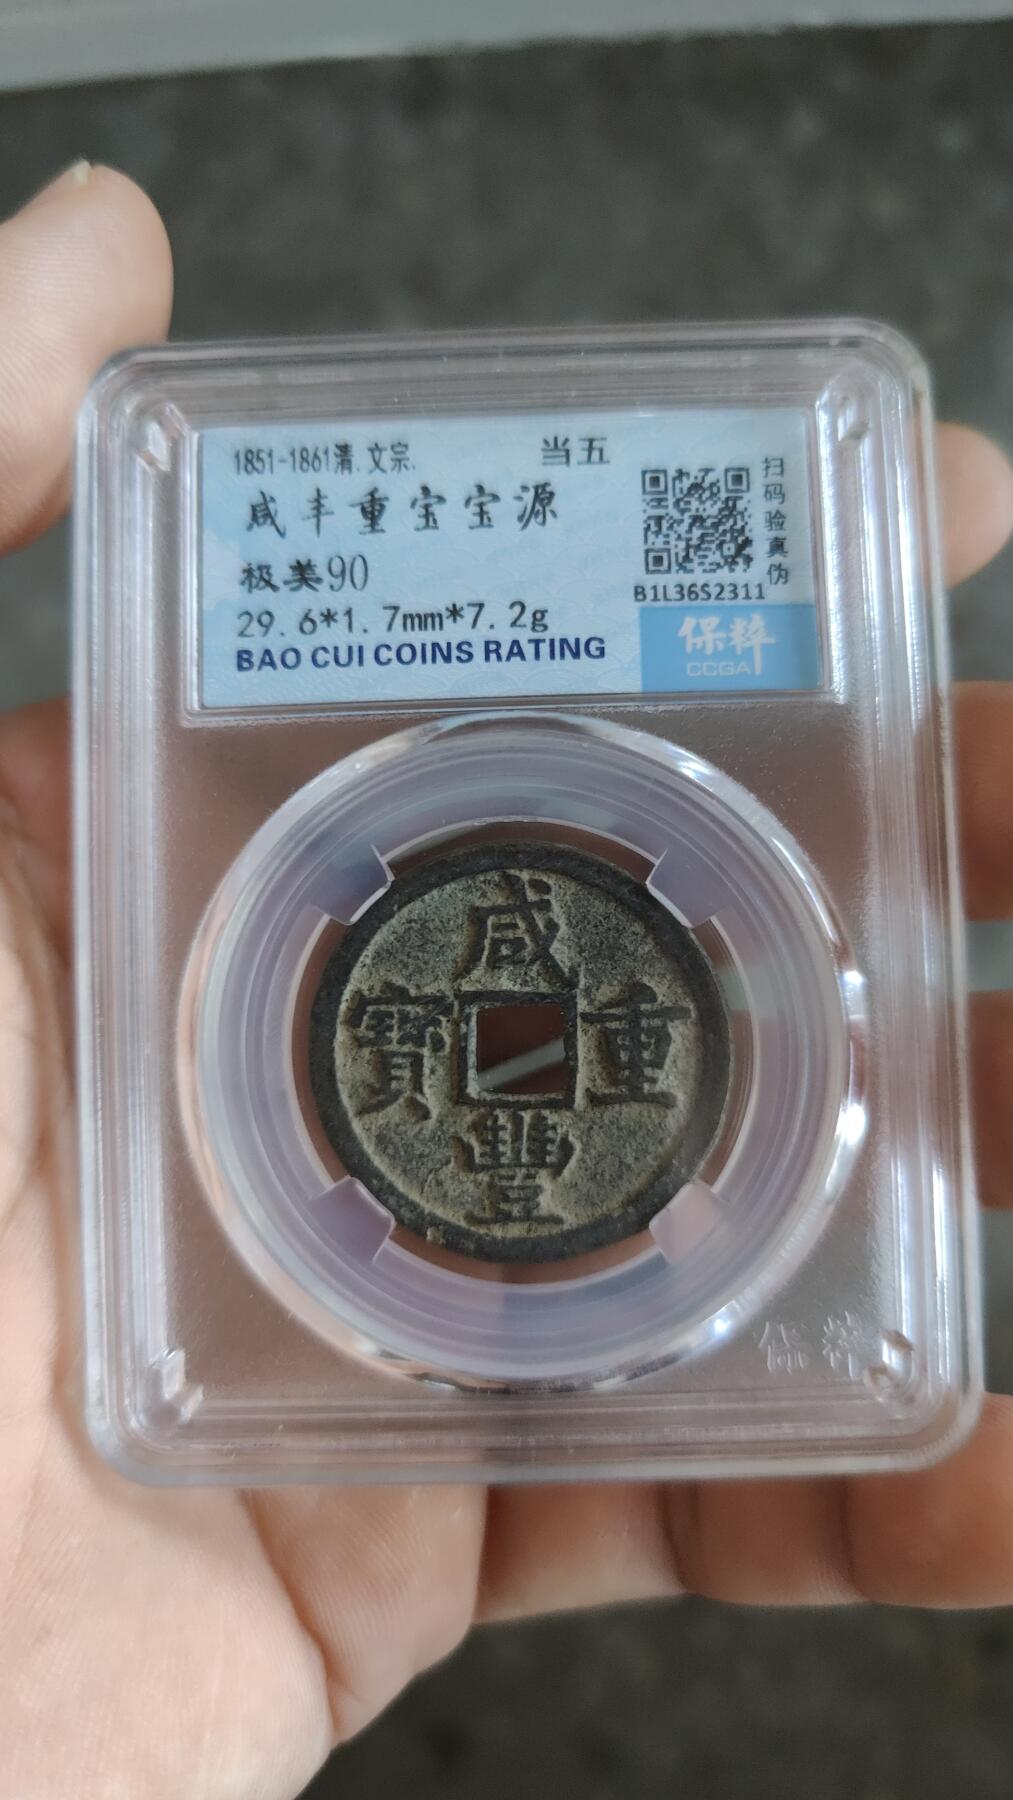 1851-1861清.文宗.
当五
咸丰重宝宝源
极美90
29.6*1.7mm*7.2g
BAO CUI COINS RATING
扫码验真伪
B1L36S2311
保粹
CCGA
咸
重
寶
豐
保粹